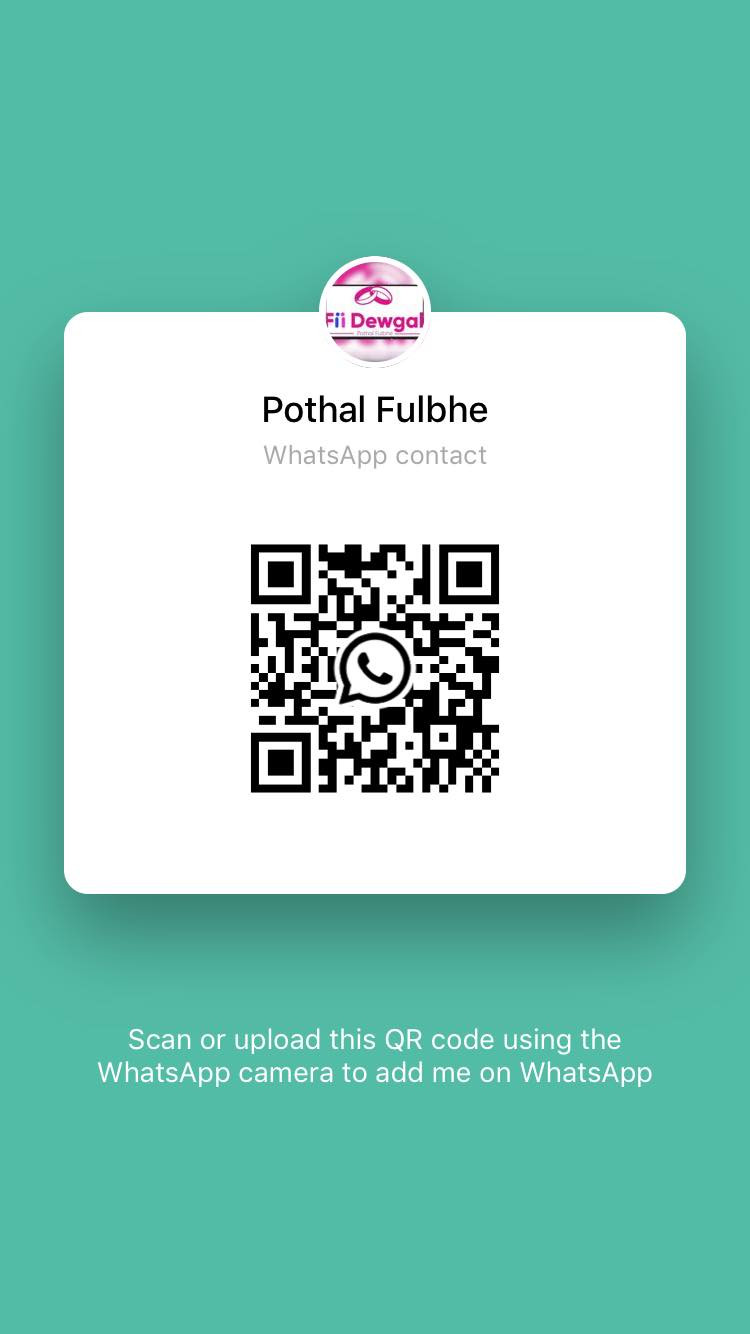 Fii Dewgal
Pothal Fulbhe
Pothal Fulbhe
WhatsApp contact
Scan or upload this QR code using the
WhatsApp camera to add me on WhatsApp